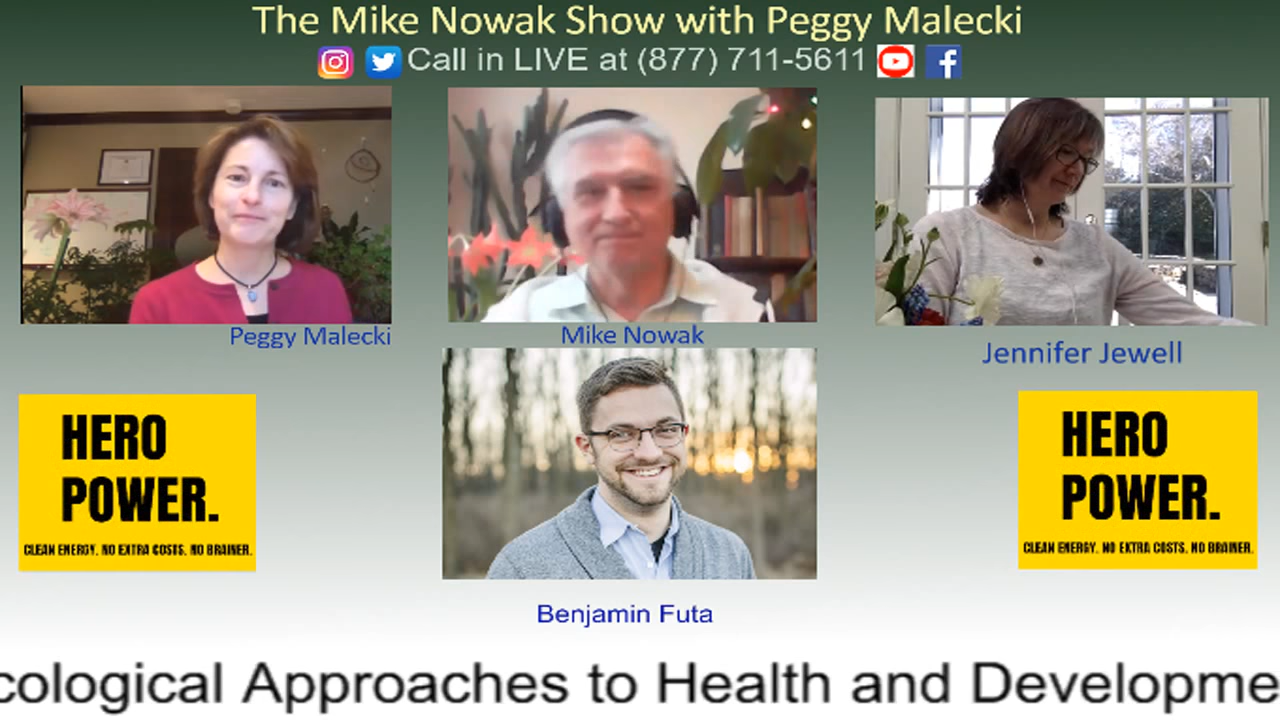 The Mike Nowak Show with Peggy Malecki
Call in LIVE at (877) 711-5611
Peggy Malecki
Mike Nowak
Jennifer Jewell
HERO
POWER.
CLEAN ENERGY. NO EXTRA COSTS. NO BRAINER.
HERO
POWER.
CLEAN ENERGY. NO EXTRA COSTS. NO BRAINER.
Benjamin Futa
cological Approaches to Health and Developme